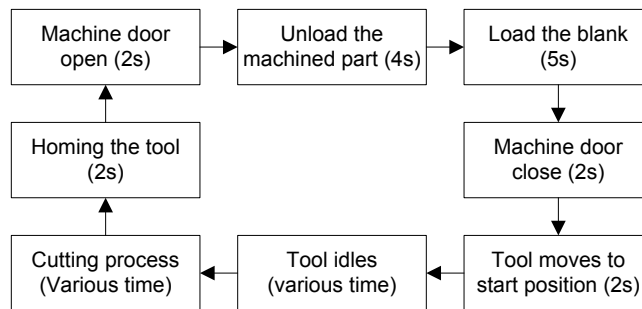 Machine door
open (2s)
Unload the
machined part (4s)
Load the blank
(5s)
Homing the tool
(2s)
Machine door
close (2s)
Cutting process
(Various time)
Tool idles
(various time)
Tool moves to
start position (2s)